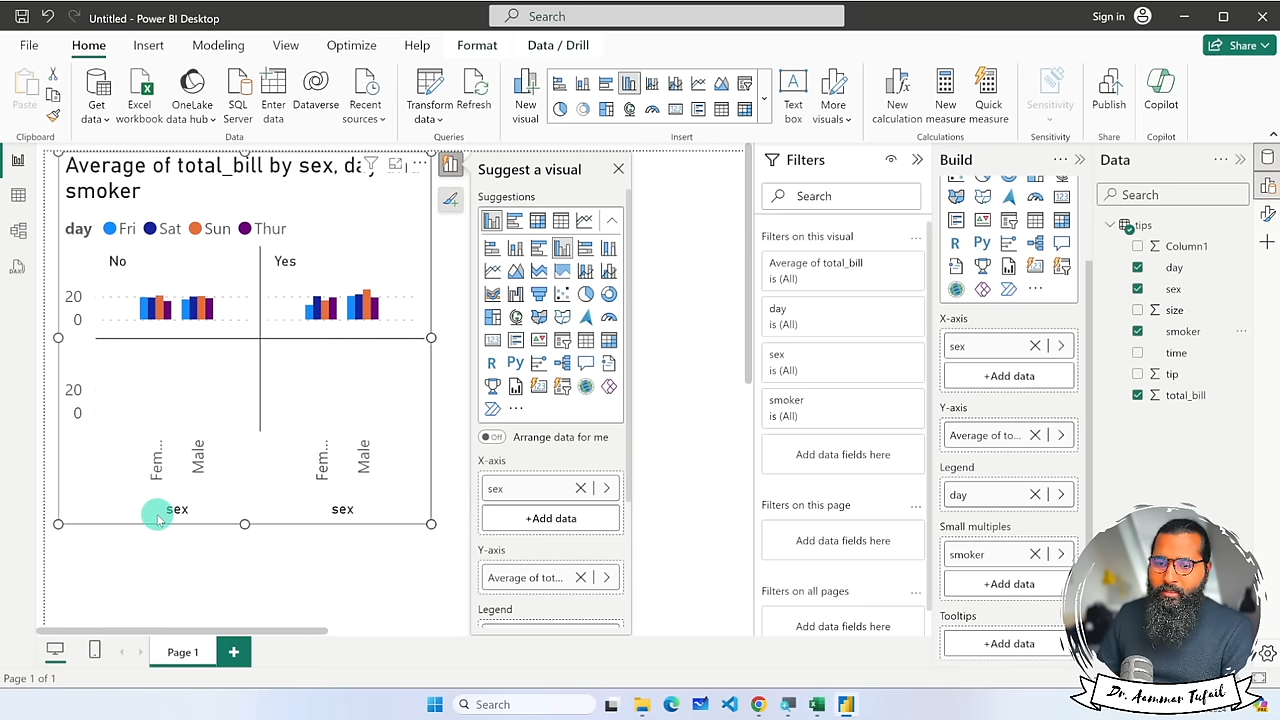 Untitled - Power BI Desktop
Search
Sign in
File
Home
Insert
Modeling
View
Optimize
Help
Format
Data / Drill
Share
Paste
Get data
Excel workbook
OneLake data hub
SQL Server
Enter data
Dataverse
Recent sources
Transform data
Refresh
New visual
Text box
More visuals
New calculation
New measure
Quick measure
Sensitivity
Publish
Copilot
Clipboard
Data
Queries
Insert
Calculations
Sensitivity
Share
Copilot
Average of total_bill by sex, day
smoker
day Fri Sat Sun Thur
No
Yes
20
0
20
0
Fem...
Male
Fem...
Male
sex
sex
Suggest a visual
Suggestions
R Py
Off Arrange data for me
X-axis
sex
+Add data
Y-axis
Average of tot...
Legend
Filters
Search
Filters on this visual ...
Average of total_bill
is (All)
day
is (All)
sex
is (All)
smoker
is (All)
Add data fields here
Filters on this page ...
Add data fields here
Filters on all pages ...
Add data fields here
Build
R Py
X-axis
sex
+Add data
Y-axis
Average of to...
Legend
day
Small multiples
smoker
+Add data
Tooltips
+Add data
Data
Search
tips
Column1
day
sex
size
smoker
time
tip
total_bill
Page 1
Page 1 of 1
Search
Dr. Aammar Tufail